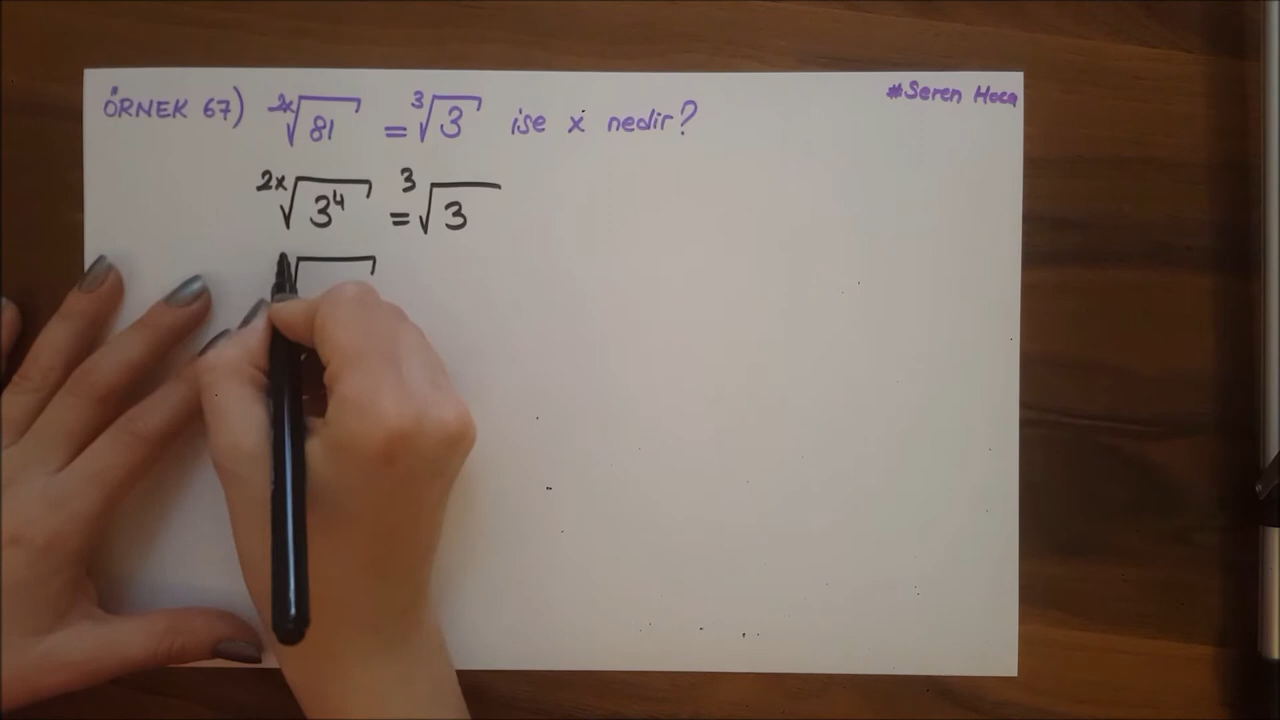 ÖRNEK 67) ²ˣ√81 = ³√3 ise x nedir?
#Seren Hoca
²ˣ√3⁴ = ³√3
√